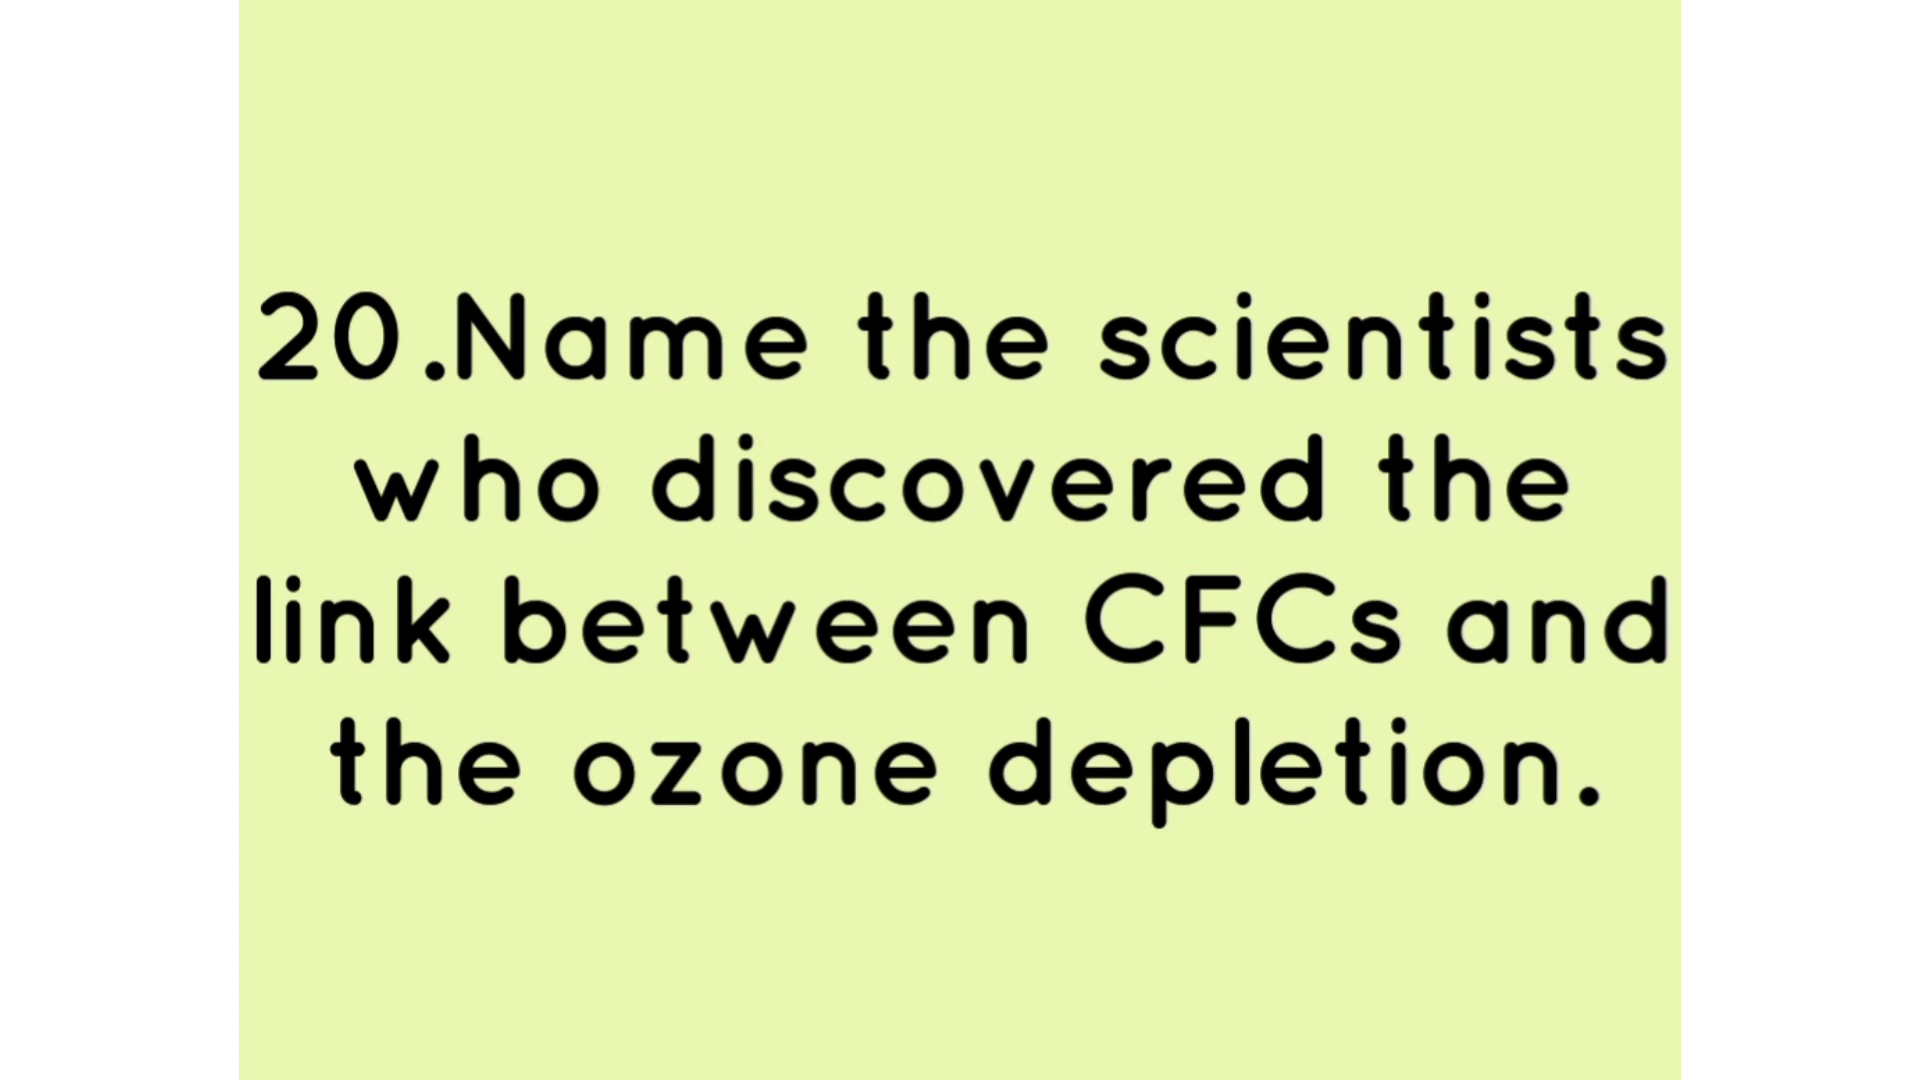 20.Name the scientists
who discovered the
link between CFCs and
the ozone depletion.